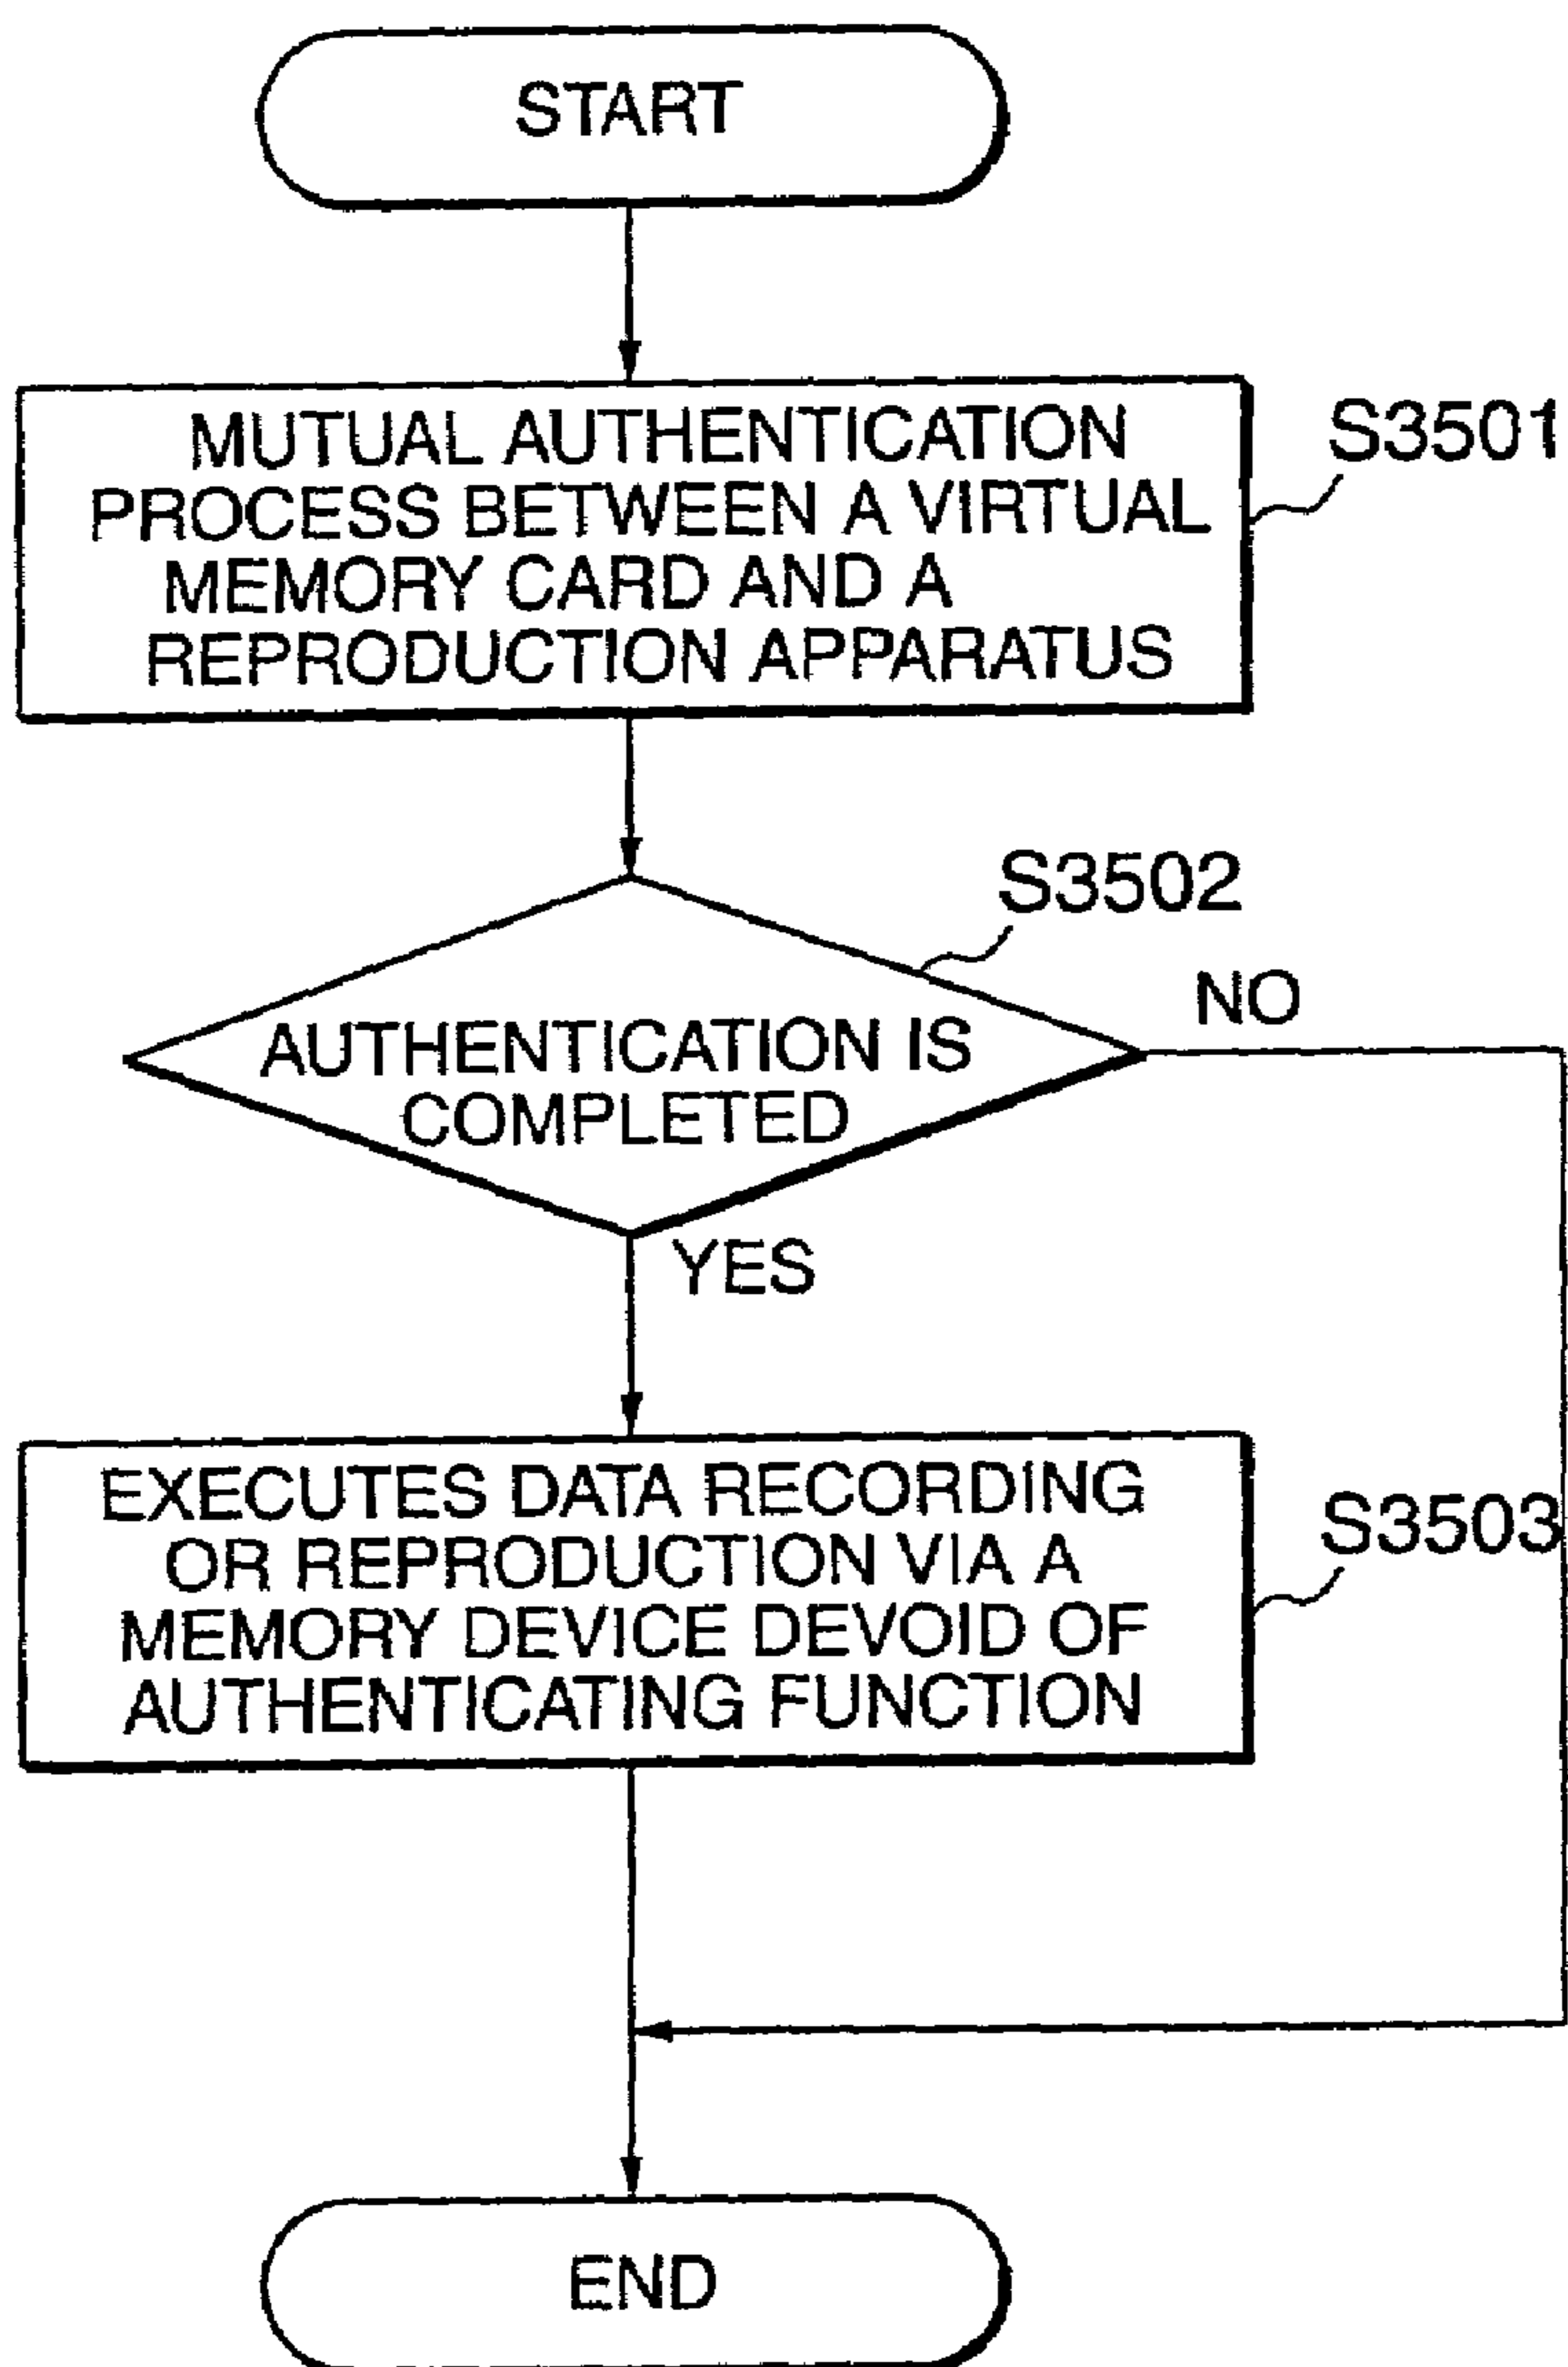 START
MUTUAL AUTHENTICATION
PROCESS BETWEEN A VIRTUAL
MEMORY CARD AND A
REPRODUCTION APPARATUS
S3501
S3502
NO
AUTHENTICATION IS
COMPLETED
YES
EXECUTES DATA RECORDING
OR REPRODUCTION VIA A
MEMORY DEVICE DEVOID OF
AUTHENTICATING FUNCTION
S3503
END